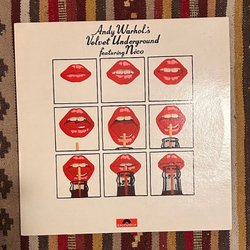 Andy Warhol's
Velvet Underground
featuring Nico